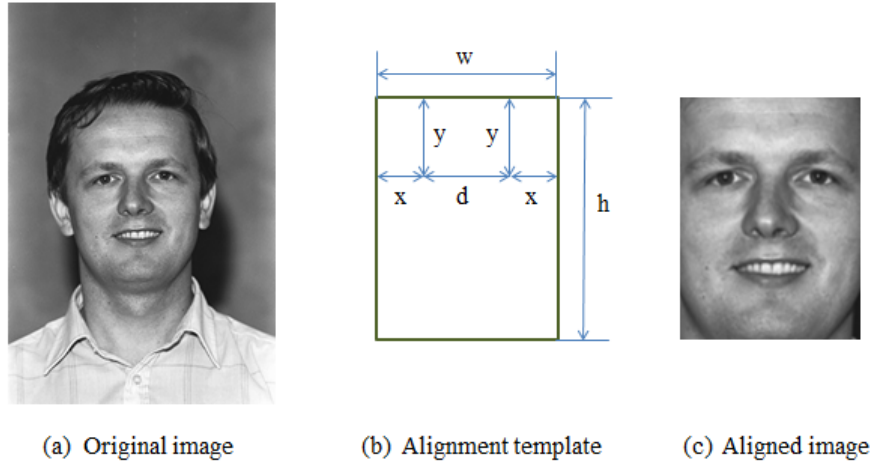 w
y y
x d x
h
(a) Original image
(b) Alignment template
(c) Aligned image